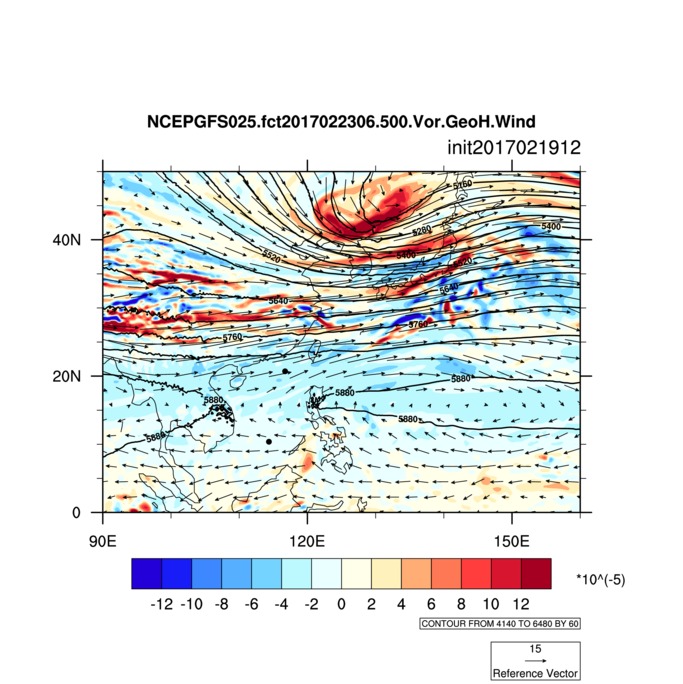 NCEPGFS025.fct2017022306.500.Vor.GeoH.Wind
init2017021912
5160
5280
5400
5520
5400
5520
40N
5640
5640
5760
5760
20N
5880
5880
5880
5880
5880
0
90E 120E 150E
-12 -10 -8 -6 -4 -2 0 2 4 6 8 10 12
*10^(-5)
CONTOUR FROM 4140 TO 6480 BY 60
15
Reference Vector